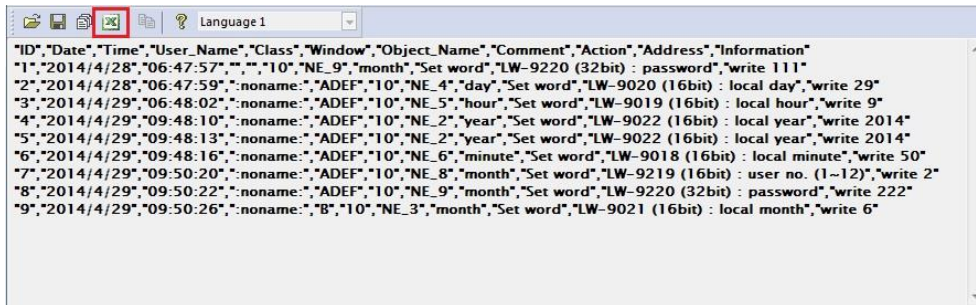 Language 1
"ID","Date","Time","User_Name","Class","Window","Object_Name","Comment","Action","Address","Information"
"1","2014/4/28","06:47:57","","","10","NE_9","month","Set word","LW-9220 (32bit) : password","write 111"
"2","2014/4/28","06:47:59",":noname:","ADEF","10","NE_4","day","Set word","LW-9020 (16bit) : local day","write 29"
"3","2014/4/29","06:48:02",":noname:","ADEF","10","NE_5","hour","Set word","LW-9019 (16bit) : local hour","write 9"
"4","2014/4/29","09:48:10",":noname:","ADEF","10","NE_2","year","Set word","LW-9022 (16bit) : local year","write 2014"
"5","2014/4/29","09:48:13",":noname:","ADEF","10","NE_2","year","Set word","LW-9022 (16bit) : local year","write 2014"
"6","2014/4/29","09:48:16",":noname:","ADEF","10","NE_6","minute","Set word","LW-9018 (16bit) : local minute","write 50"
"7","2014/4/29","09:50:20",":noname:","ADEF","10","NE_8","month","Set word","LW-9219 (16bit) : user no. (1~12)","write 2"
"8","2014/4/29","09:50:22",":noname:","ADEF","10","NE_9","month","Set word","LW-9220 (32bit) : password","write 222"
"9","2014/4/29","09:50:26",":noname:","B","10","NE_3","month","Set word","LW-9021 (16bit) : local month","write 6"